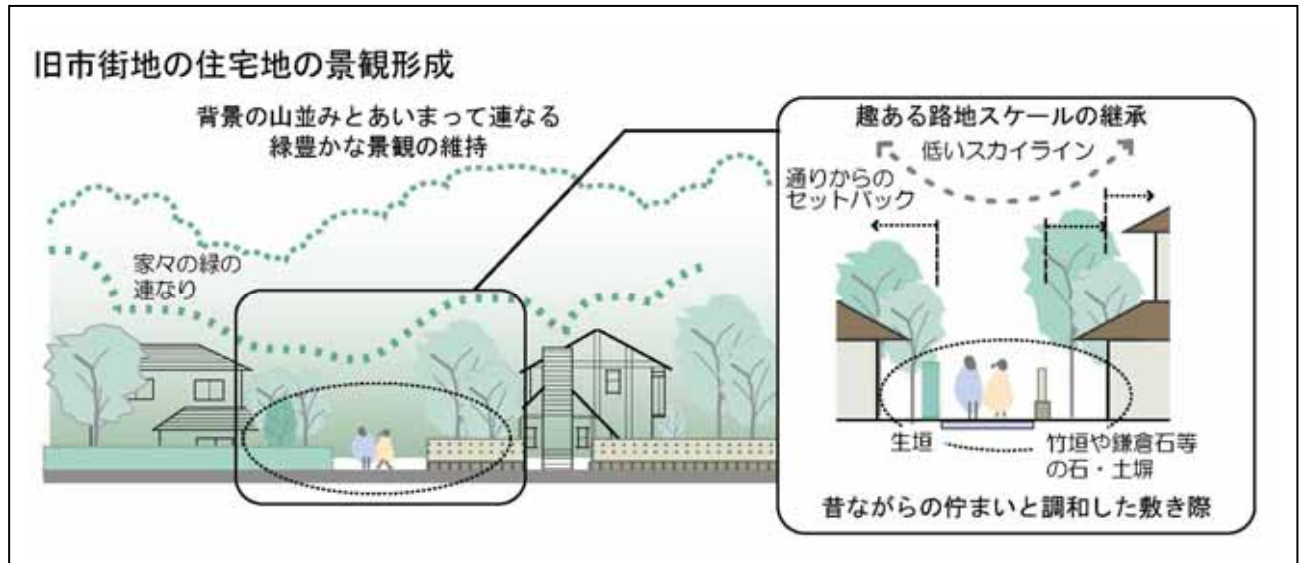 旧市街地の住宅地の景観形成
背景の山並みとあいまって連なる
緑豊かな景観の維持
家々の緑の
連なり
趣ある路地スケールの継承
低いスカイライン
通りからの
セットバック
生垣
竹垣や鎌倉石等
の石・土塀
昔ながらの佇まいと調和した敷き際